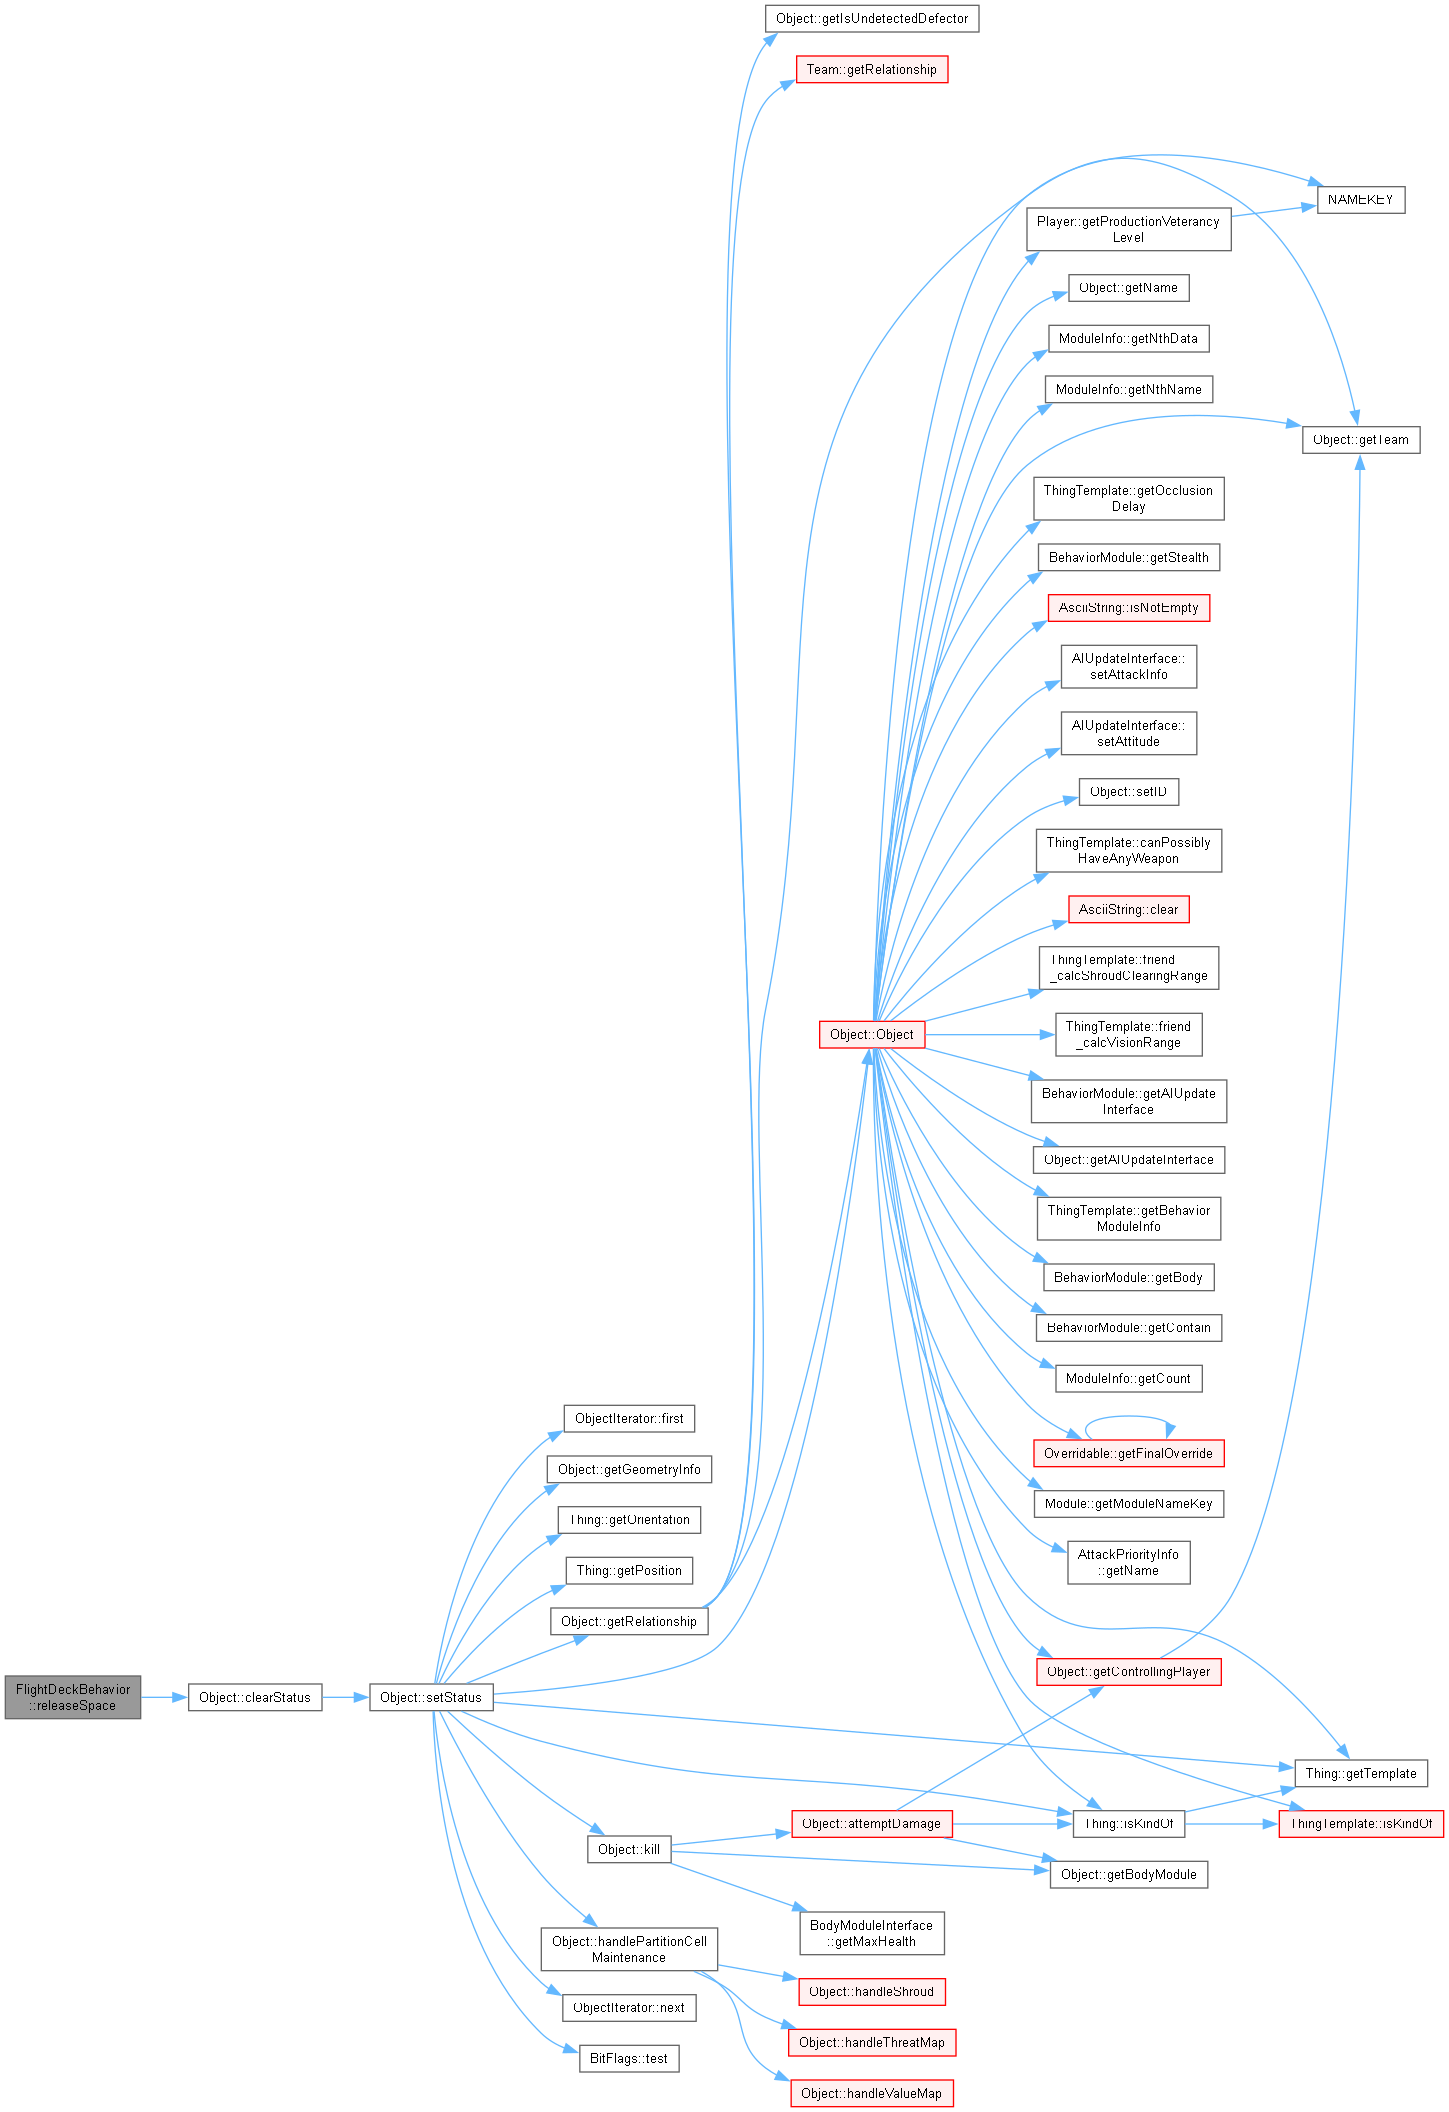 Object::getIsUndetectedDefector
Team::getRelationship
NAMEKEY
Player::getProductionVeterancy
Level
Object::getName
ModuleInfo::getNthData
ModuleInfo::getNthName
Object::getTeam
ThingTemplate::getOcclusion
Delay
BehaviorModule::getStealth
AsciiString::isNotEmpty
AIUpdateInterface::
setAttackInfo
AIUpdateInterface::
setAttitude
Object::setID
ThingTemplate::canPossibly
HaveAnyWeapon
AsciiString::clear
ThingTemplate::friend
_calcShroudClearingRange
Object::Object
ThingTemplate::friend
_calcVisionRange
BehaviorModule::getAIUpdate
Interface
Object::getAIUpdateInterface
ThingTemplate::getBehavior
ModuleInfo
BehaviorModule::getBody
BehaviorModule::getContain
ModuleInfo::getCount
ObjectIterator::first
Overridable::getFinalOverride
Object::getGeometryInfo
Module::getModuleNameKey
Thing::getOrientation
AttackPriorityInfo
::getName
Thing::getPosition
Object::getRelationship
Object::getControllingPlayer
FlightDeckBehavior
::releaseSpace
Object::clearStatus
Object::setStatus
Thing::getTemplate
Object::attemptDamage
Thing::isKindOf
ThingTemplate::isKindOf
Object::kill
Object::getBodyModule
BodyModuleInterface
::getMaxHealth
Object::handlePartitionCell
Maintenance
Object::handleShroud
ObjectIterator::next
Object::handleThreatMap
BitFlags::test
Object::handleValueMap